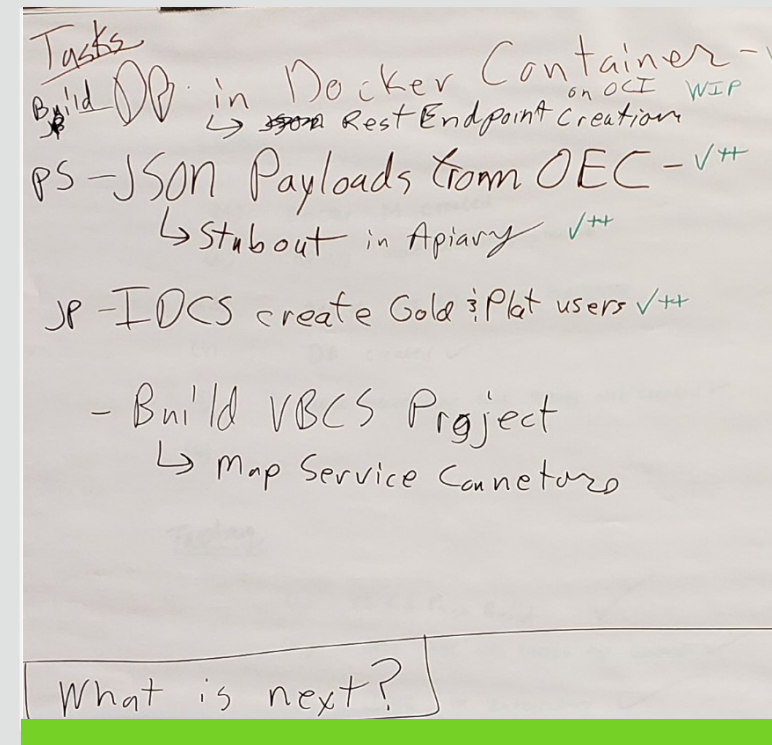 Tasks
Build DB in Docker Container -
on OCI WIP
↳ Rest Endpoint Creation
PS - JSON Payloads from OEC - √++
↳ Stubout in Apiary √++
JP - IDCS create Gold & Plat users √++
- Build VBCS Project
↳ Map Service Connetors
What is next?